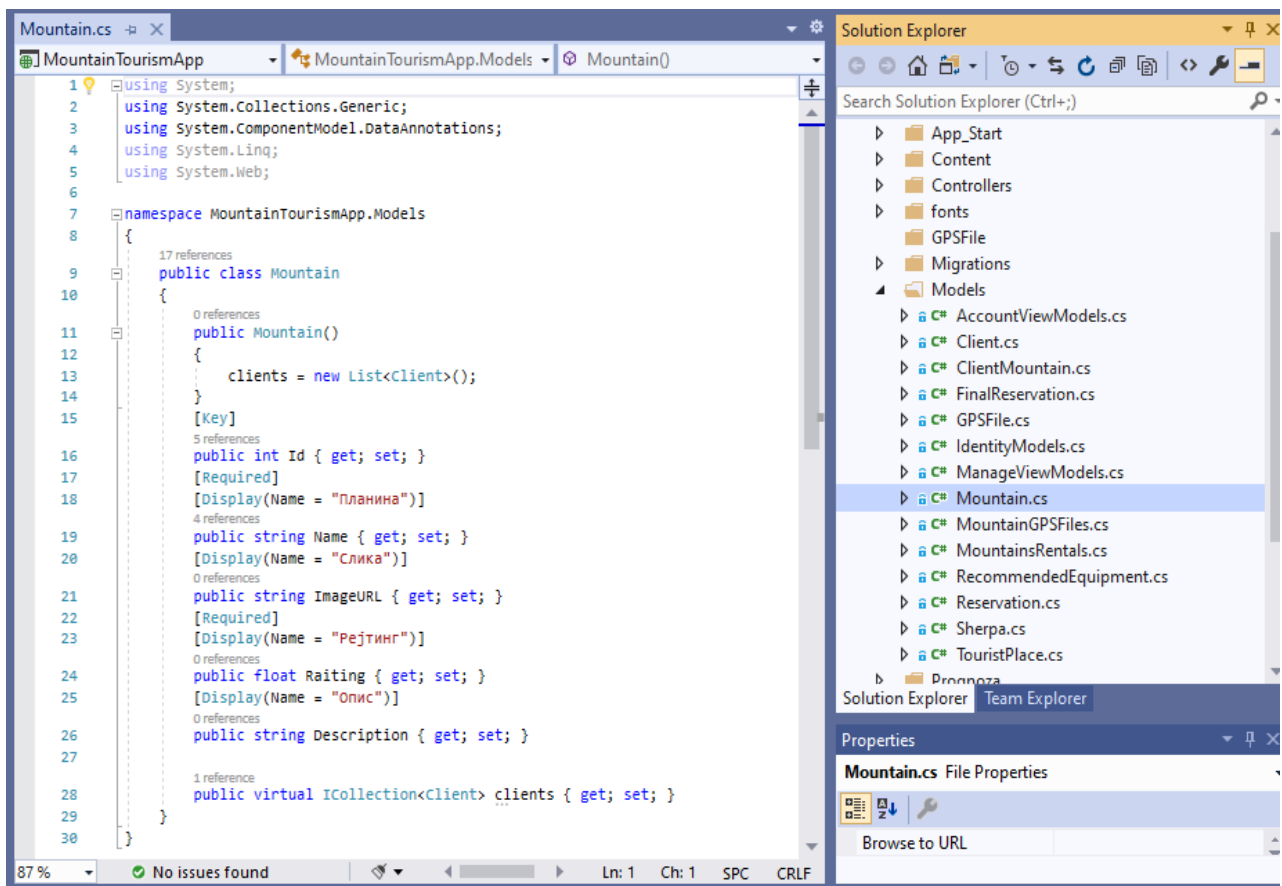 Mountain.cs
MountainTourismApp
MountainTourismApp.Models
Mountain()
1 using System;
2 using System.Collections.Generic;
3 using System.ComponentModel.DataAnnotations;
4 using System.Linq;
5 using System.Web;
6
7 namespace MountainTourismApp.Models
8 {
17 references
9 public class Mountain
10 {
0 references
11 public Mountain()
12 {
13 clients = new List<Client>();
14 }
15 [Key]
5 references
16 public int Id { get; set; }
17 [Required]
18 [Display(Name = "Планина")]
4 references
19 public string Name { get; set; }
20 [Display(Name = "Слика")]
0 references
21 public string ImageURL { get; set; }
22 [Required]
23 [Display(Name = "Рејтинг")]
0 references
24 public float Raiting { get; set; }
25 [Display(Name = "Опис")]
0 references
26 public string Description { get; set; }
27
1 reference
28 public virtual ICollection<Client> clients { get; set; }
29 }
30 }
87 %
No issues found
Ln: 1
Ch: 1
SPC
CRLF
Solution Explorer
Search Solution Explorer (Ctrl+;)
App_Start
Content
Controllers
fonts
GPSFile
Migrations
Models
C# AccountViewModels.cs
C# Client.cs
C# ClientMountain.cs
C# FinalReservation.cs
C# GPSFile.cs
C# IdentityModels.cs
C# ManageViewModels.cs
C# Mountain.cs
C# MountainGPSFiles.cs
C# MountainsRentals.cs
C# RecommendedEquipment.cs
C# Reservation.cs
C# Sherpa.cs
C# TouristPlace.cs
Prognoza
Solution Explorer
Team Explorer
Properties
Mountain.cs File Properties
Browse to URL